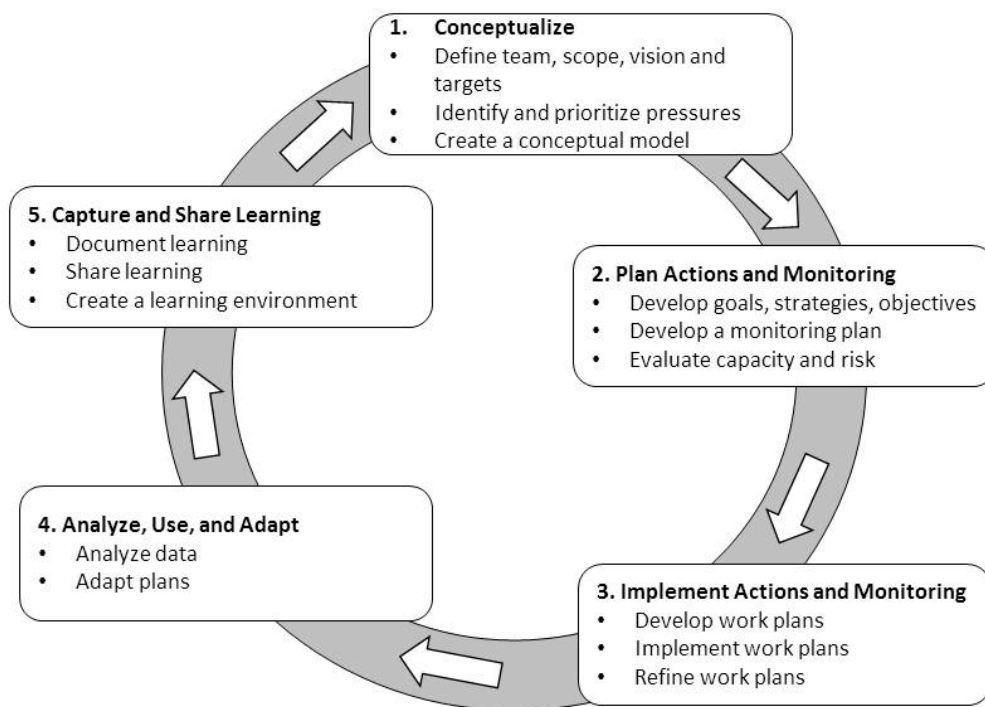 1. Conceptualize
• Define team, scope, vision and
targets
• Identify and prioritize pressures
• Create a conceptual model
2. Plan Actions and Monitoring
• Develop goals, strategies, objectives
• Develop a monitoring plan
• Evaluate capacity and risk
3. Implement Actions and Monitoring
• Develop work plans
• Implement work plans
• Refine work plans
4. Analyze, Use, and Adapt
• Analyze data
• Adapt plans
5. Capture and Share Learning
• Document learning
• Share learning
• Create a learning environment